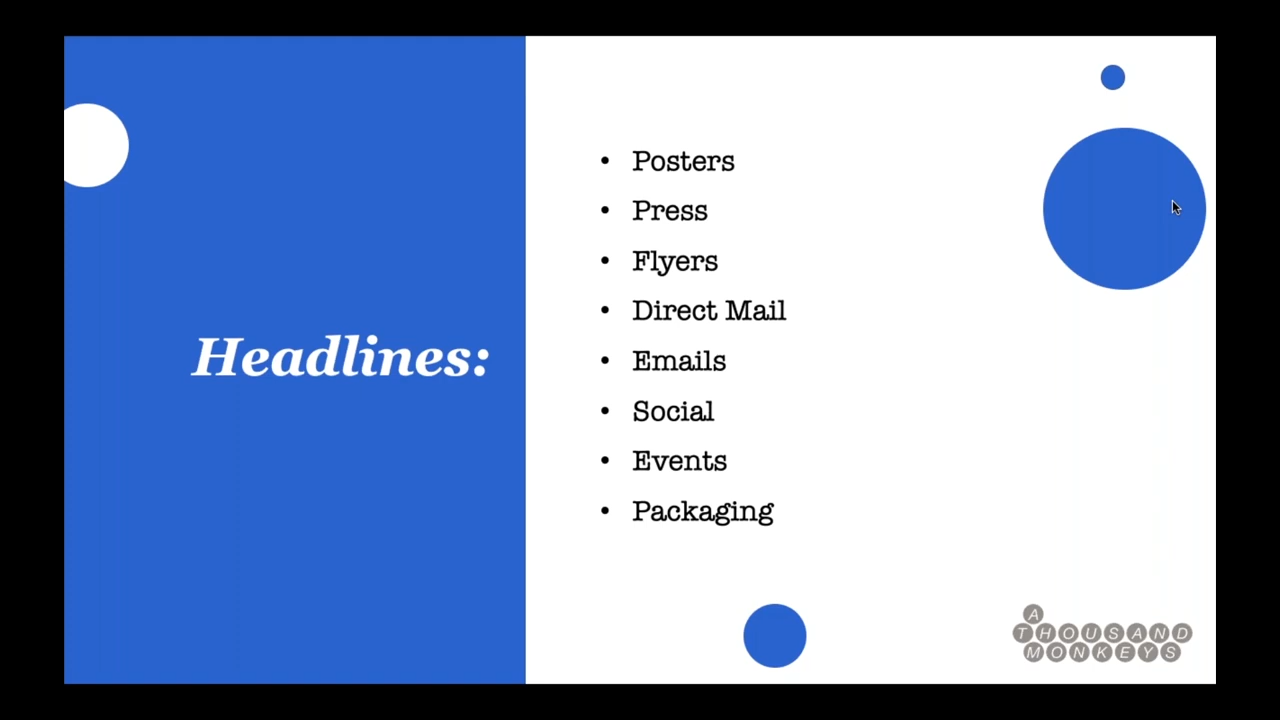 Headlines:
• Posters
• Press
• Flyers
• Direct Mail
• Emails
• Social
• Events
• Packaging
A
THOUSAND
MONKEYS